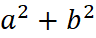 a² + b²